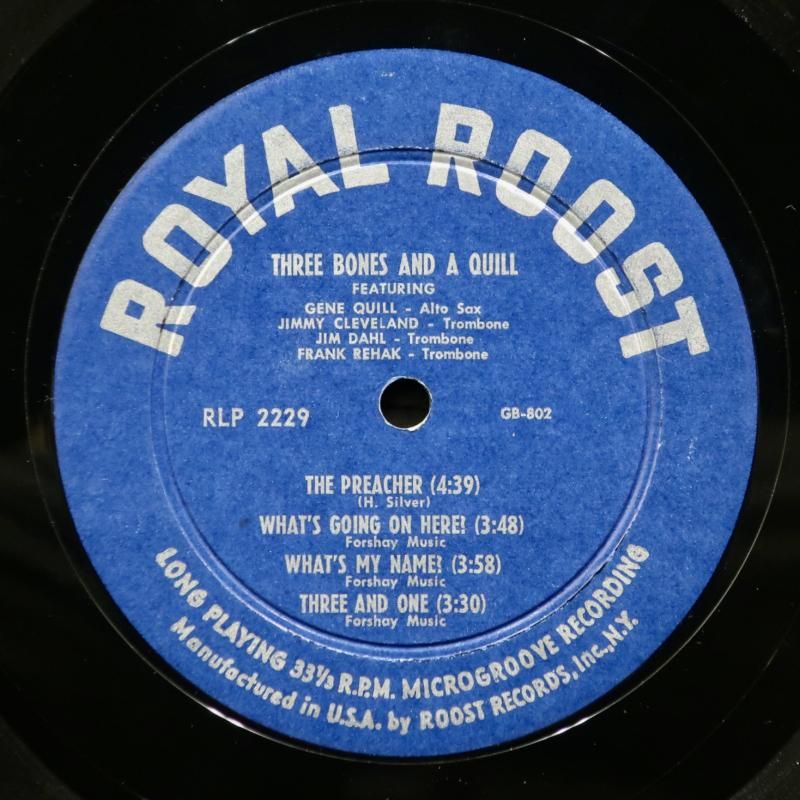 ROYAL ROOST
THREE BONES AND A QUILL
FEATURING
GENE QUILL - Alto Sax
JIMMY CLEVELAND - Trombone
JIM DAHL - Trombone
FRANK REHAK - Trombone
RLP 2229
GB-802
THE PREACHER (4:39)
(H. Silver)
WHAT'S GOING ON HERE? (3:48)
Forshay Music
WHAT'S MY NAME? (3:58)
Forshay Music
THREE AND ONE (3:30)
Forshay Music
LONG PLAYING 33⅓ R.P.M. MICROGROOVE RECORDING
Manufactured in U.S.A. by ROOST RECORDS, Inc., N.Y.